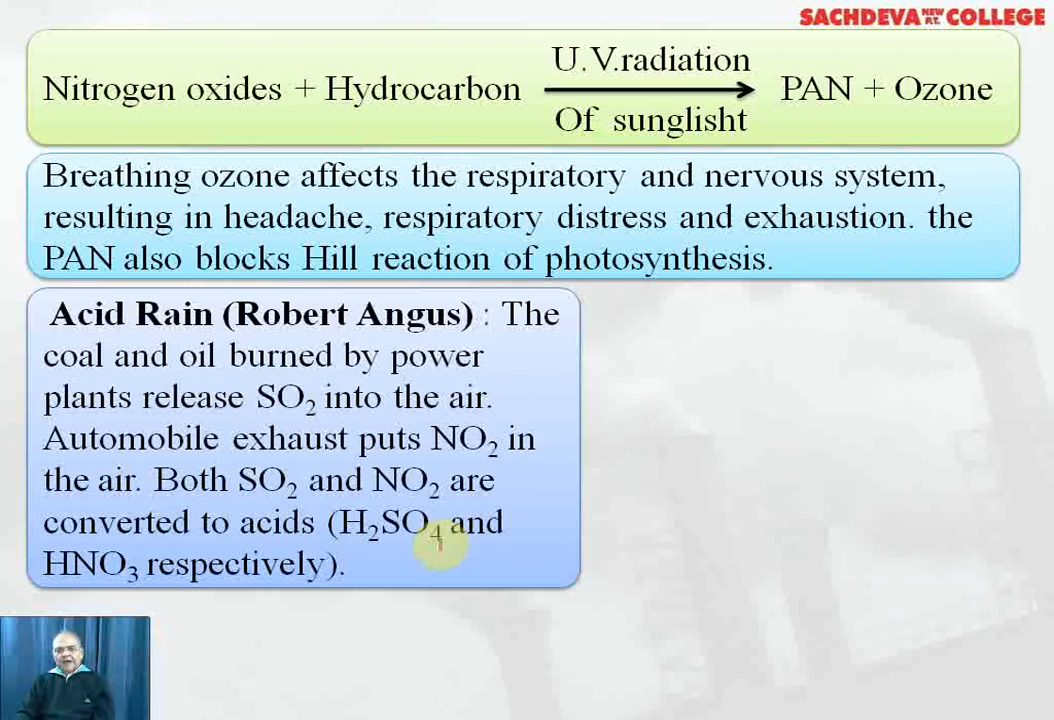 SACHDEVA NEW P.T. COLLEGE
U.V.radiation
Nitrogen oxides + Hydrocarbon → PAN + Ozone
Of sunglisht
Breathing ozone affects the respiratory and nervous system,
resulting in headache, respiratory distress and exhaustion. the
PAN also blocks Hill reaction of photosynthesis.
Acid Rain (Robert Angus) : The
coal and oil burned by power
plants release SO₂ into the air.
Automobile exhaust puts NO₂ in
the air. Both SO₂ and NO₂ are
converted to acids (H₂SO₄ and
HNO₃ respectively).